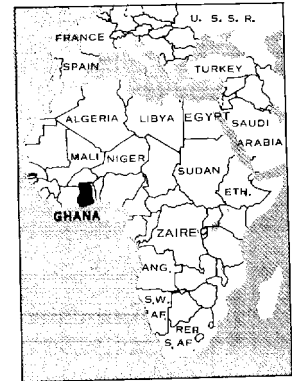 U. S. S. R.
FRANCE
SPAIN
TURKEY
ALGERIA
LIBYA
EGYPT
SAUDI
ARABIA
MALI
NIGER
SUDAN
ETH.
GHANA
ZAIRE
ANG.
S.W.
AF.
REP.
S. AF.